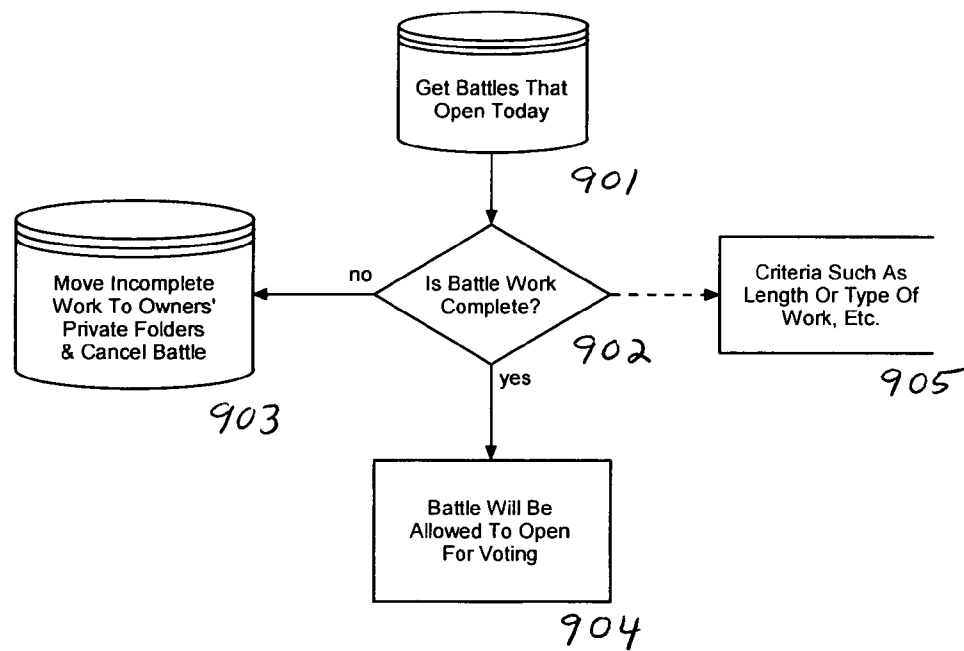 Get Battles That
Open Today
901
Move Incomplete
Work To Owners'
Private Folders
& Cancel Battle
903
no
Is Battle Work
Complete?
902
yes
Criteria Such As
Length Or Type Of
Work, Etc.
905
Battle Will Be
Allowed To Open
For Voting
904